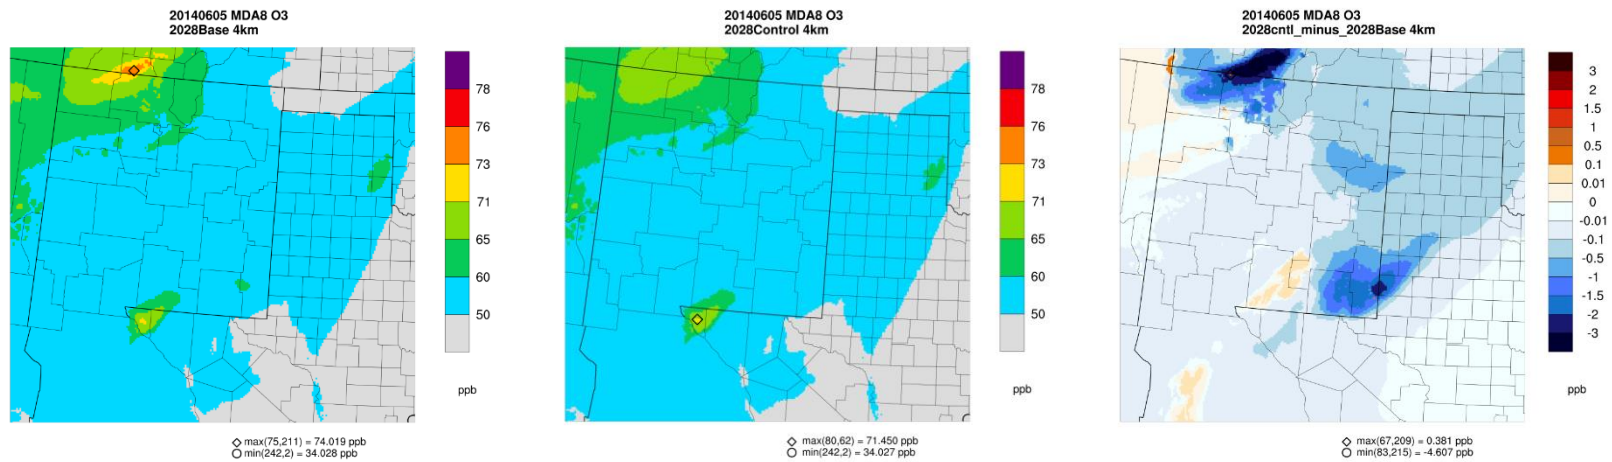 20140605 MDA8 O3
2028Base 4km
78
76
73
71
65
60
50
ppb
max(75,211) = 74.019 ppb
min(242,2) = 34.028 ppb
20140605 MDA8 O3
2028Control 4km
78
76
73
71
65
60
50
ppb
max(80,62) = 71.450 ppb
min(242,2) = 34.027 ppb
20140605 MDA8 O3
2028cntl_minus_2028Base 4km
3
2
1.5
1
0.5
0.1
0.01
0
-0.01
-0.1
-0.5
-1
-1.5
-2
-3
ppb
max(67,209) = 0.381 ppb
min(83,215) = -4.607 ppb